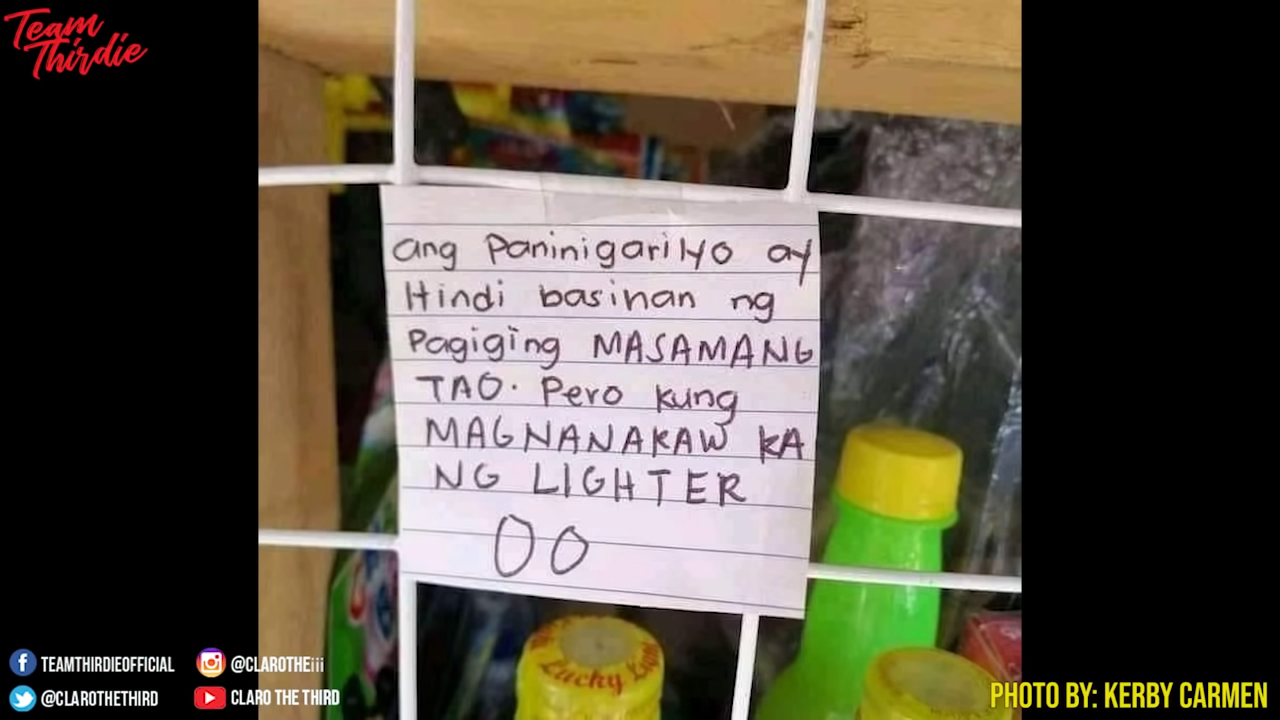 Team
Thirdie
ang Paninigarilyo ay
Hindi basihan ng
Pagiging MASAMANG
TAO. Pero kung
MAGNANAKAW KA
NG LIGHTER
OO
Lucky
TEAMTHIRDIEOFFICIAL
@CLAROTHEiii
@CLAROTHETHIRD
CLARO THE THIRD
PHOTO BY: KERBY CARMEN